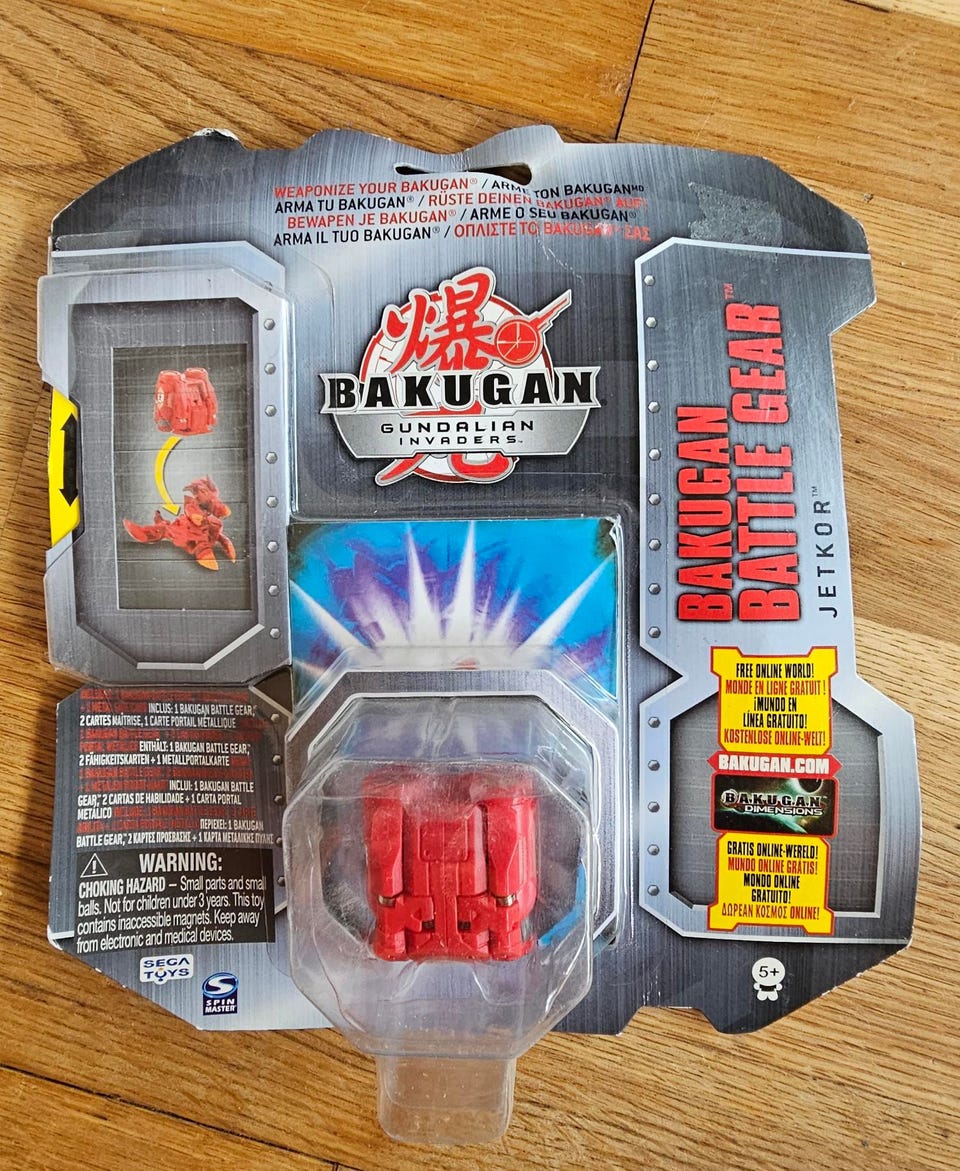 WEAPONIZE YOUR BAKUGAN® / ARME TON BAKUGANMD
ARMA TU BAKUGAN® / RÜSTE DEINEN BAKUGAN® AUF!
BEWAPEN JE BAKUGAN® / ARME O SEU BAKUGAN®
ARMA IL TUO BAKUGAN® / ΟΠΛΙΣΤΕ ΤΟ BAKUGAN® ΣΑΣ
爆
BAKUGAN
GUNDALIAN
INVADERS™
BAKUGAN
BATTLE GEAR™
JETKOR™
FREE ONLINE WORLD!
MONDE EN LIGNE GRATUIT !
¡MUNDO EN
LÍNEA GRATUITO!
KOSTENLOSE ONLINE-WELT!
BAKUGAN.COM
BAKUGAN
DIMENSIONS
GRATIS ONLINE-WERELD!
MUNDO ONLINE GRATIS!
MONDO ONLINE
GRATUITO!
ΔΩΡΕΑΝ ΚΟΣΜΟΣ ONLINE!
INCLUS: 1 BAKUGAN BATTLE GEAR,
2 CARTES MAÎTRISE, 1 CARTE PORTAIL MÉTALLIQUE
ENTHÄLT: 1 BAKUGAN BATTLE GEAR,
2 FÄHIGKEITSKARTEN + 1 METALLPORTALKARTE
INCLUI: 1 BAKUGAN BATTLE
GEAR, 2 CARTAS DE HABILIDADE + 1 CARTA PORTAL
METÁLICO
ΠΕΡΙΕΧΕΙ: 1 BAKUGAN
BATTLE GEAR, 2 ΚΑΡΤΕΣ ΠΡΟΣΒΑΣΗΣ + 1 ΚΑΡΤΑ ΜΕΤΑΛΙΚΗΣ ΠΥΛΗΣ
WARNING:
CHOKING HAZARD – Small parts and small
balls. Not for children under 3 years. This toy
contains inaccessible magnets. Keep away
from electronic and medical devices.
SEGA
TOYS
SPIN
MASTER
5+